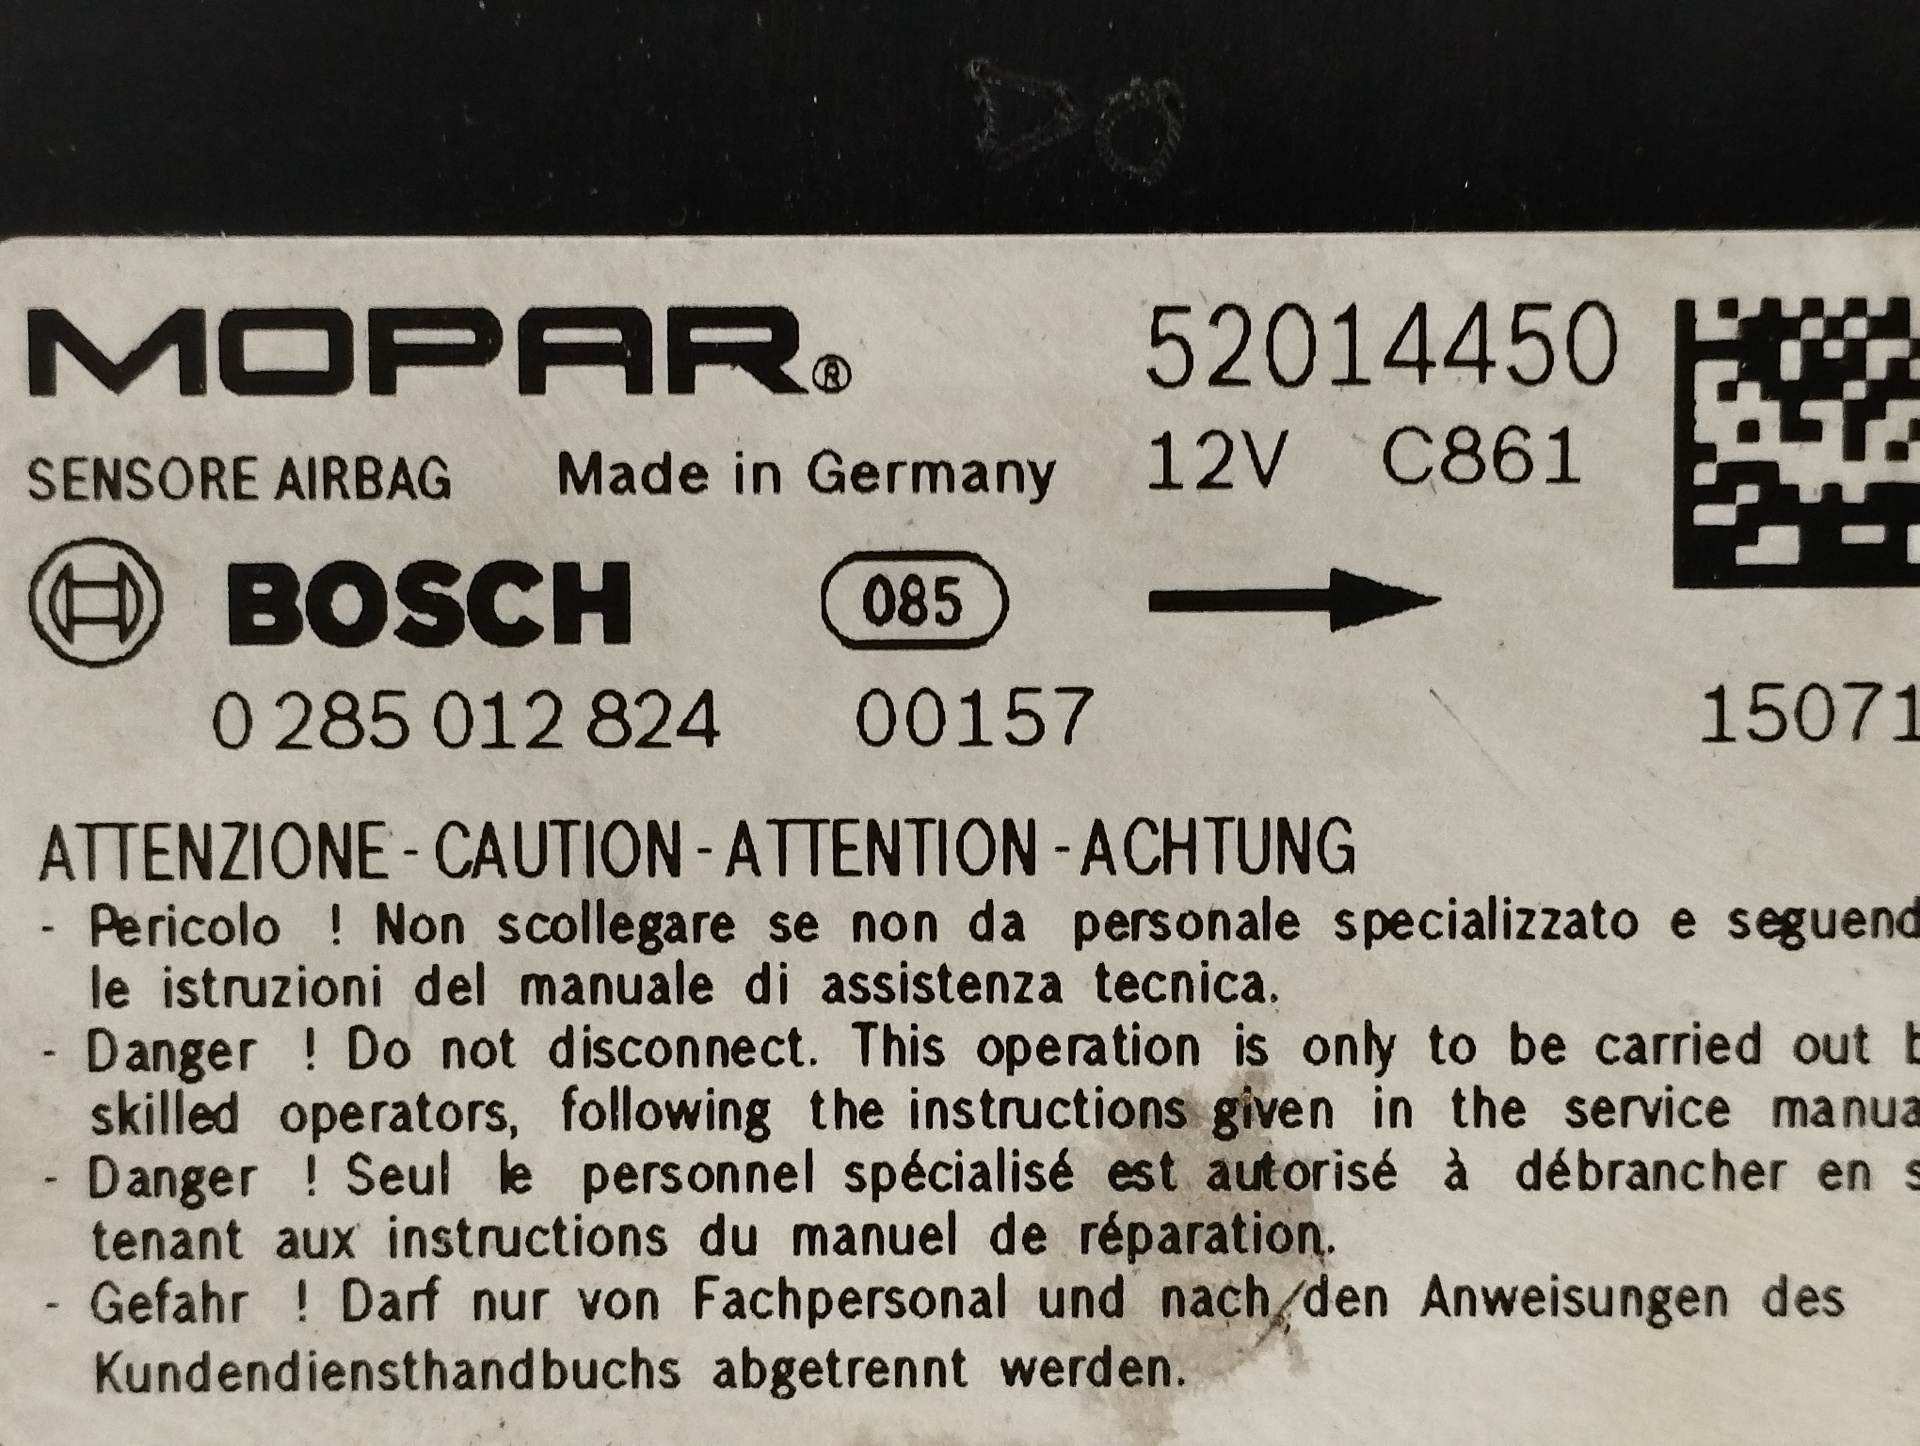 MOPAR® 52014450
SENSORE AIRBAG Made in Germany 12V C861
BOSCH 085
0 285 012 824 00157 15071
ATTENZIONE - CAUTION - ATTENTION - ACHTUNG
- Pericolo ! Non scollegare se non da personale specializzato e seguend
le istruzioni del manuale di assistenza tecnica.
- Danger ! Do not disconnect. This operation is only to be carried out b
skilled operators, following the instructions given in the service manua
- Danger ! Seul le personnel spécialisé est autorisé à débrancher en s
tenant aux instructions du manuel de réparation.
- Gefahr ! Darf nur von Fachpersonal und nach den Anweisungen des
Kundendiensthandbuchs abgetrennt werden.